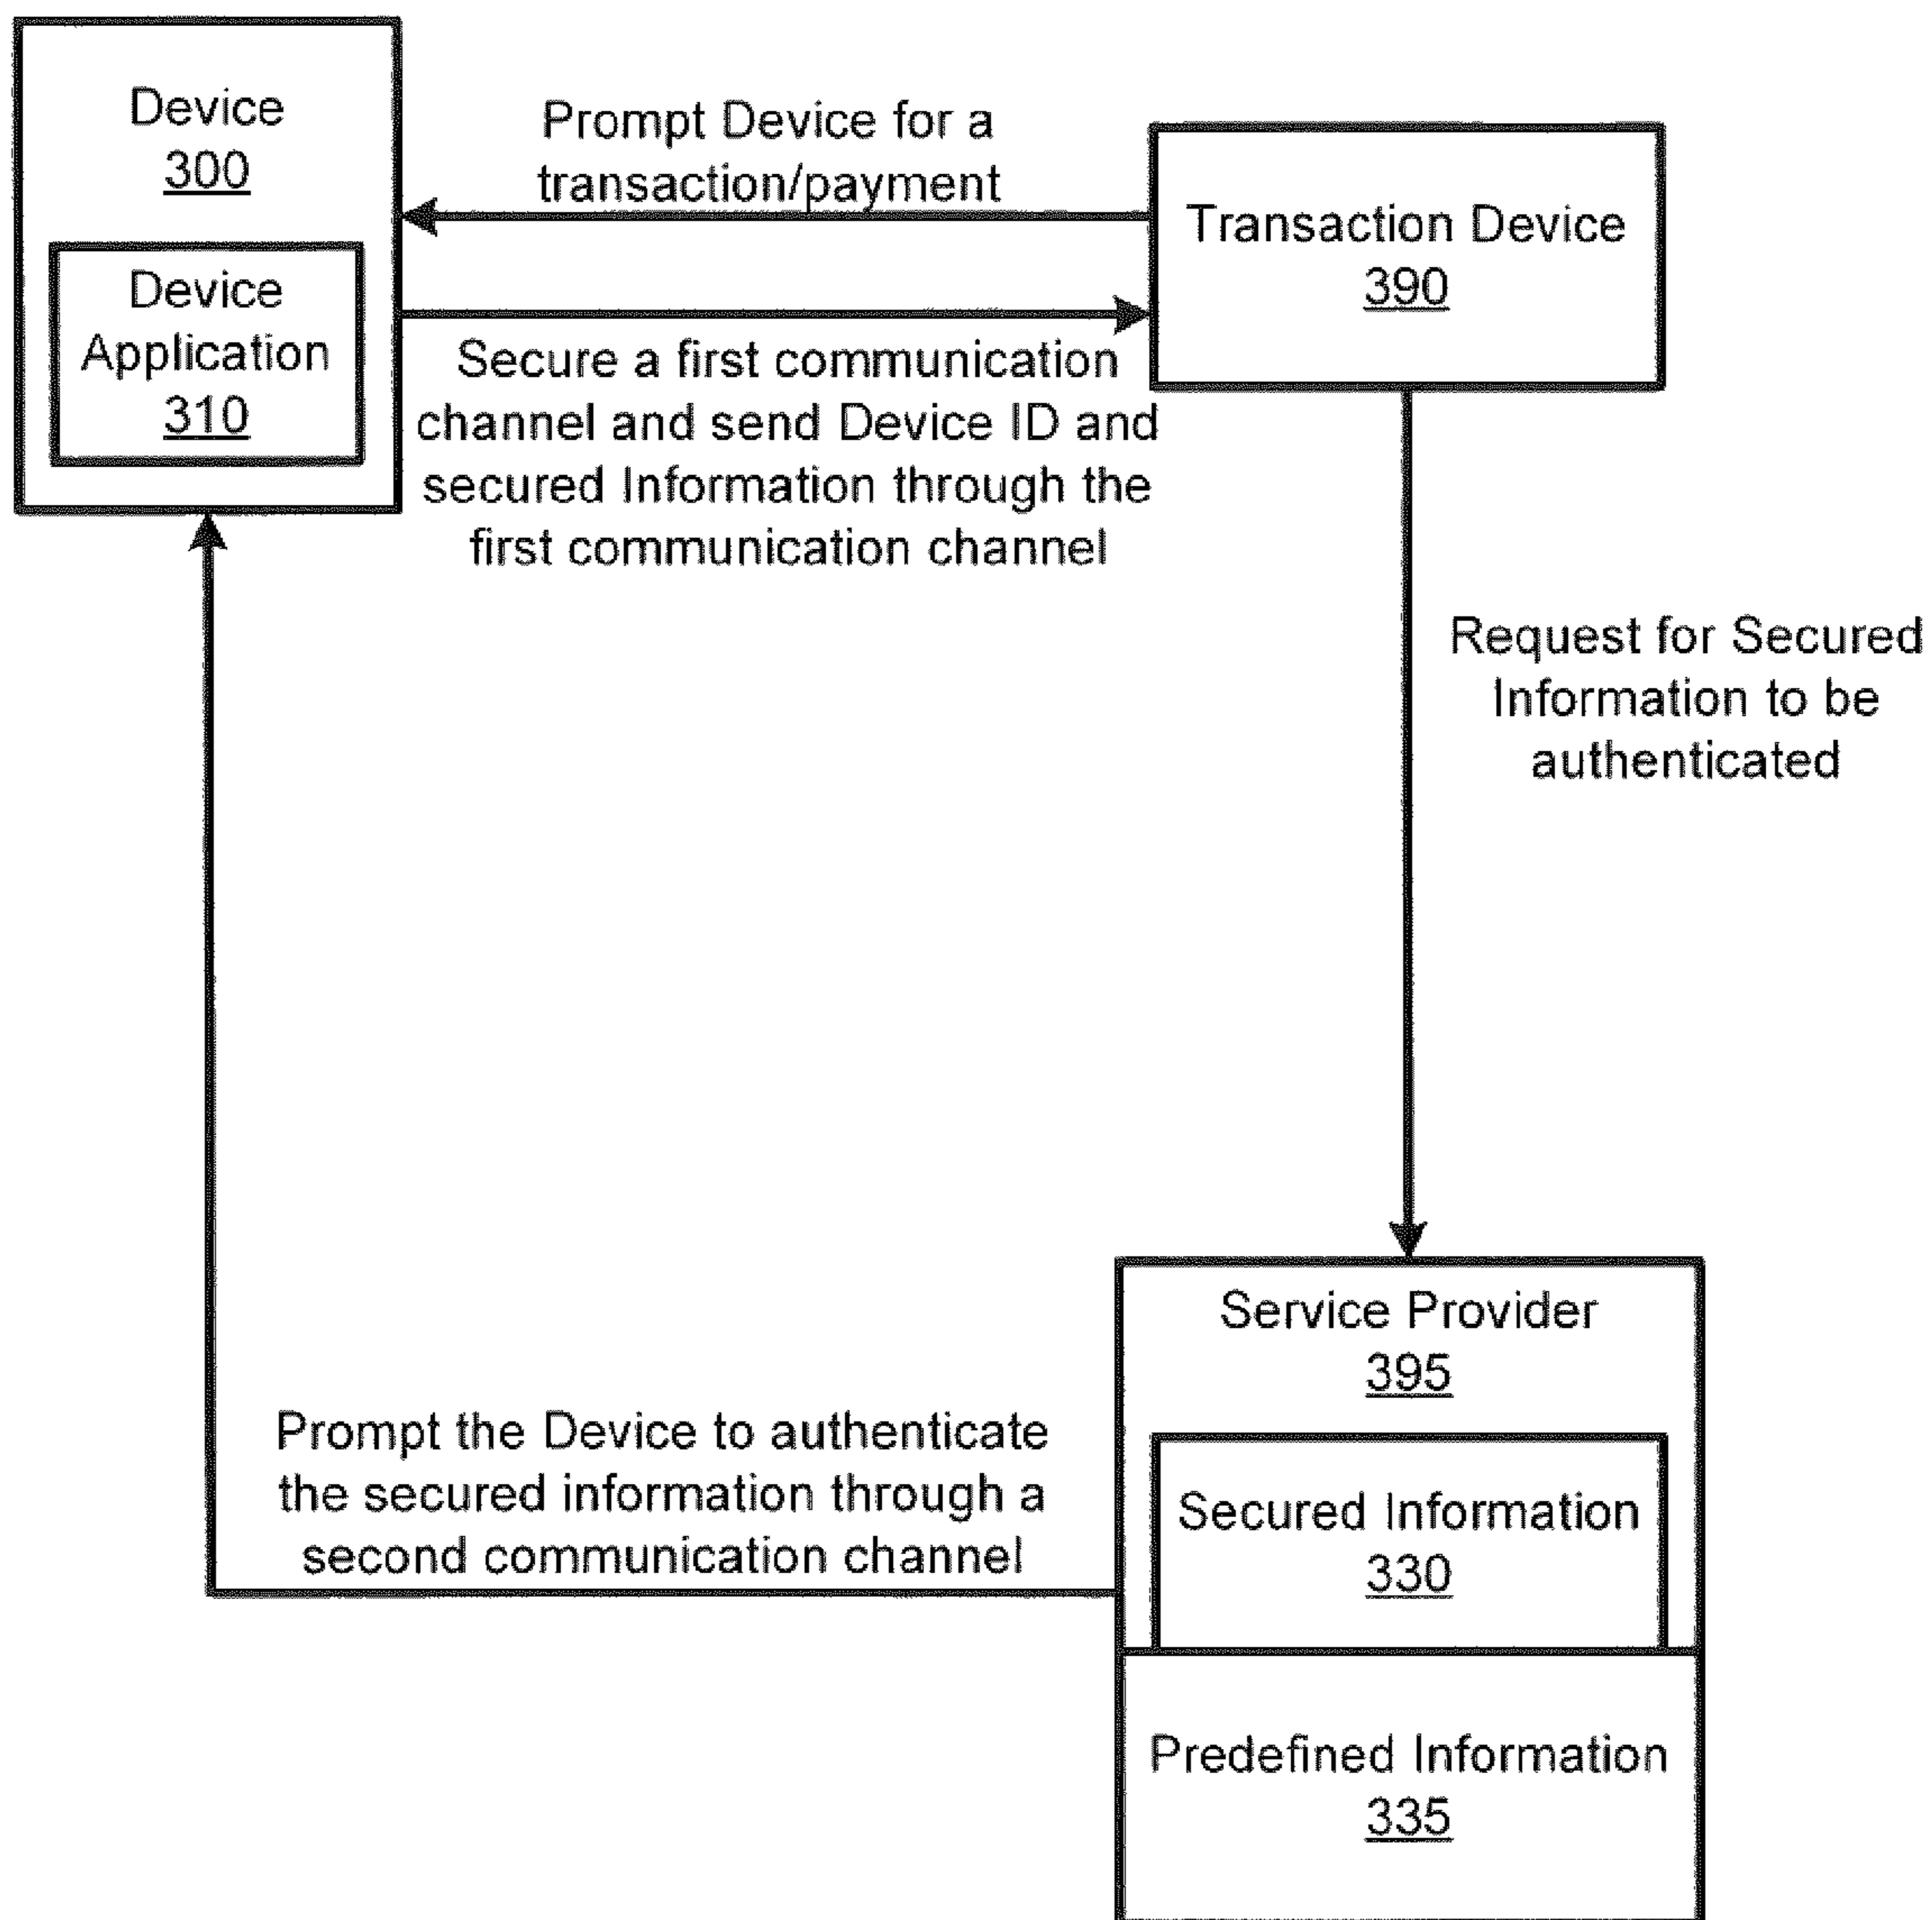 Device
300
Device
Application
310
Prompt Device for a
transaction/payment
Secure a first communication
channel and send Device ID and
secured Information through the
first communication channel
Transaction Device
390
Request for Secured
Information to be
authenticated
Service Provider
395
Secured Information
330
Predefined Information
335
Prompt the Device to authenticate
the secured information through a
second communication channel